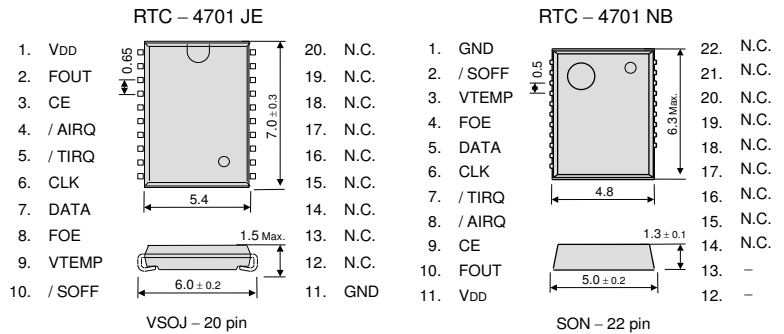 RTC – 4701 JE
1. VDD
2. FOUT
3. CE
4. / AIRQ
5. / TIRQ
6. CLK
7. DATA
8. FOE
9. VTEMP
10. / SOFF
0.65
7.0 ± 0.3
5.4
1.5 Max.
6.0 ± 0.2
20. N.C.
19. N.C.
18. N.C.
17. N.C.
16. N.C.
15. N.C.
14. N.C.
13. N.C.
12. N.C.
11. GND
VSOJ – 20 pin
RTC – 4701 NB
1. GND
2. / SOFF
3. VTEMP
4. FOE
5. DATA
6. CLK
7. / TIRQ
8. / AIRQ
9. CE
10. FOUT
11. VDD
0.5
6.3 Max.
4.8
1.3 ± 0.1
5.0 ± 0.2
22. N.C.
21. N.C.
20. N.C.
19. N.C.
18. N.C.
17. N.C.
16. N.C.
15. N.C.
14. N.C.
13. –
12. –
SON – 22 pin